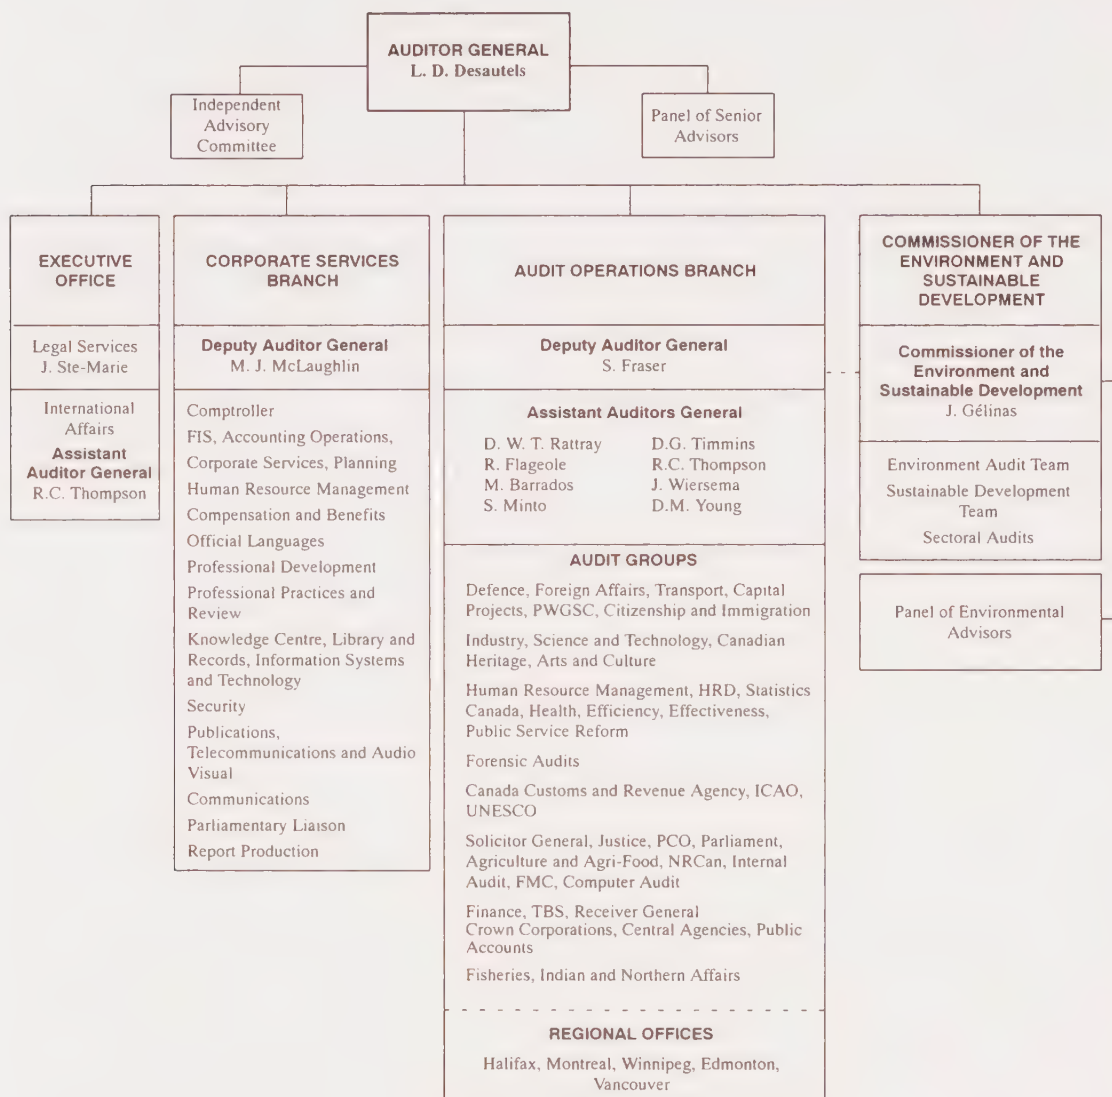 AUDITOR GENERAL
L. D. Desautels
Independent
Advisory
Committee
Panel of Senior
Advisors
EXECUTIVE
OFFICE
Legal Services
J. Ste-Marie
International
Affairs
Assistant
Auditor General
R.C. Thompson
CORPORATE SERVICES
BRANCH
Deputy Auditor General
M. J. McLaughlin
Comptroller
FIS, Accounting Operations,
Corporate Services, Planning
Human Resource Management
Compensation and Benefits
Official Languages
Professional Development
Professional Practices and
Review
Knowledge Centre, Library and
Records, Information Systems
and Technology
Security
Publications,
Telecommunications and Audio
Visual
Communications
Parliamentary Liaison
Report Production
AUDIT OPERATIONS BRANCH
Deputy Auditor General
S. Fraser
Assistant Auditors General
D. W. T. Rattray
R. Flageole
M. Barrados
S. Minto
D.G. Timmins
R.C. Thompson
J. Wiersema
D.M. Young
AUDIT GROUPS
Defence, Foreign Affairs, Transport, Capital
Projects, PWGSC, Citizenship and Immigration
Industry, Science and Technology, Canadian
Heritage, Arts and Culture
Human Resource Management, HRD, Statistics
Canada, Health, Efficiency, Effectiveness,
Public Service Reform
Forensic Audits
Canada Customs and Revenue Agency, ICAO,
UNESCO
Solicitor General, Justice, PCO, Parliament,
Agriculture and Agri-Food, NRCan, Internal
Audit, FMC, Computer Audit
Finance, TBS, Receiver General
Crown Corporations, Central Agencies, Public
Accounts
Fisheries, Indian and Northern Affairs
REGIONAL OFFICES
Halifax, Montreal, Winnipeg, Edmonton,
Vancouver
COMMISSIONER OF THE
ENVIRONMENT AND
SUSTAINABLE
DEVELOPMENT
Commissioner of the
Environment and
Sustainable Development
J. Gélinas
Environment Audit Team
Sustainable Development
Team
Sectoral Audits
Panel of Environmental
Advisors